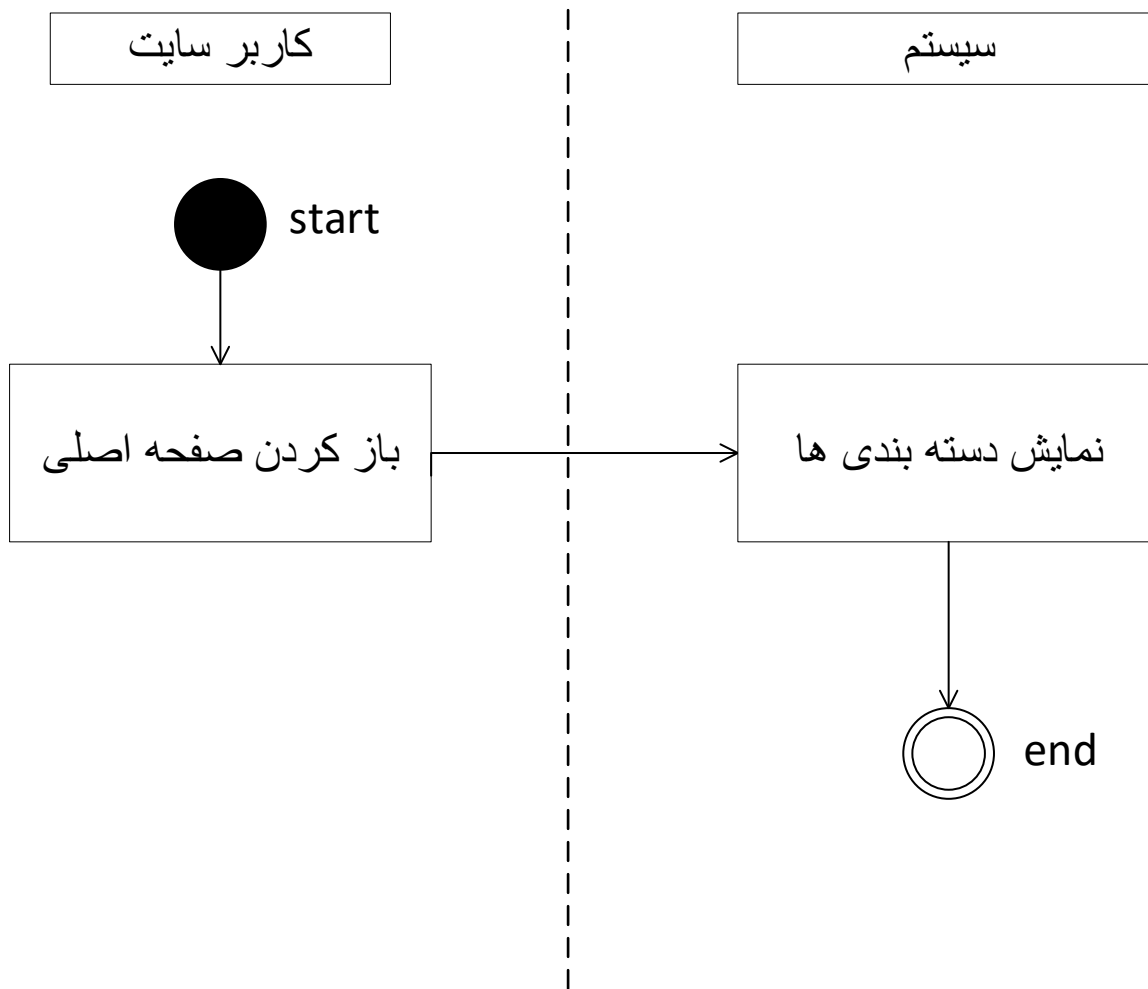 کاربر سایت
سیستم
start
باز کردن صفحه اصلی
نمایش دسته بندی ها
end